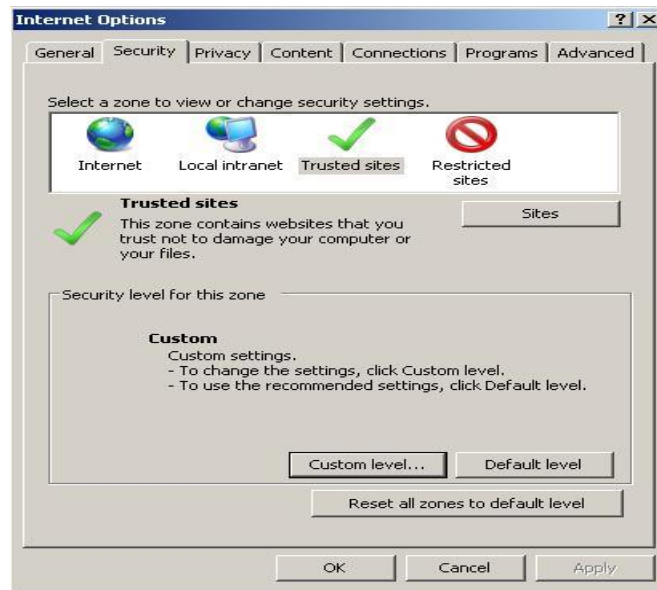 Internet Options
? X
General Security Privacy Content Connections Programs Advanced
Select a zone to view or change security settings.
Internet Local intranet Trusted sites Restricted
sites
Trusted sites
This zone contains websites that you
trust not to damage your computer or
your files.
Sites
Security level for this zone
Custom
Custom settings.
- To change the settings, click Custom level.
- To use the recommended settings, click Default level.
Custom level... Default level
Reset all zones to default level
OK Cancel Apply